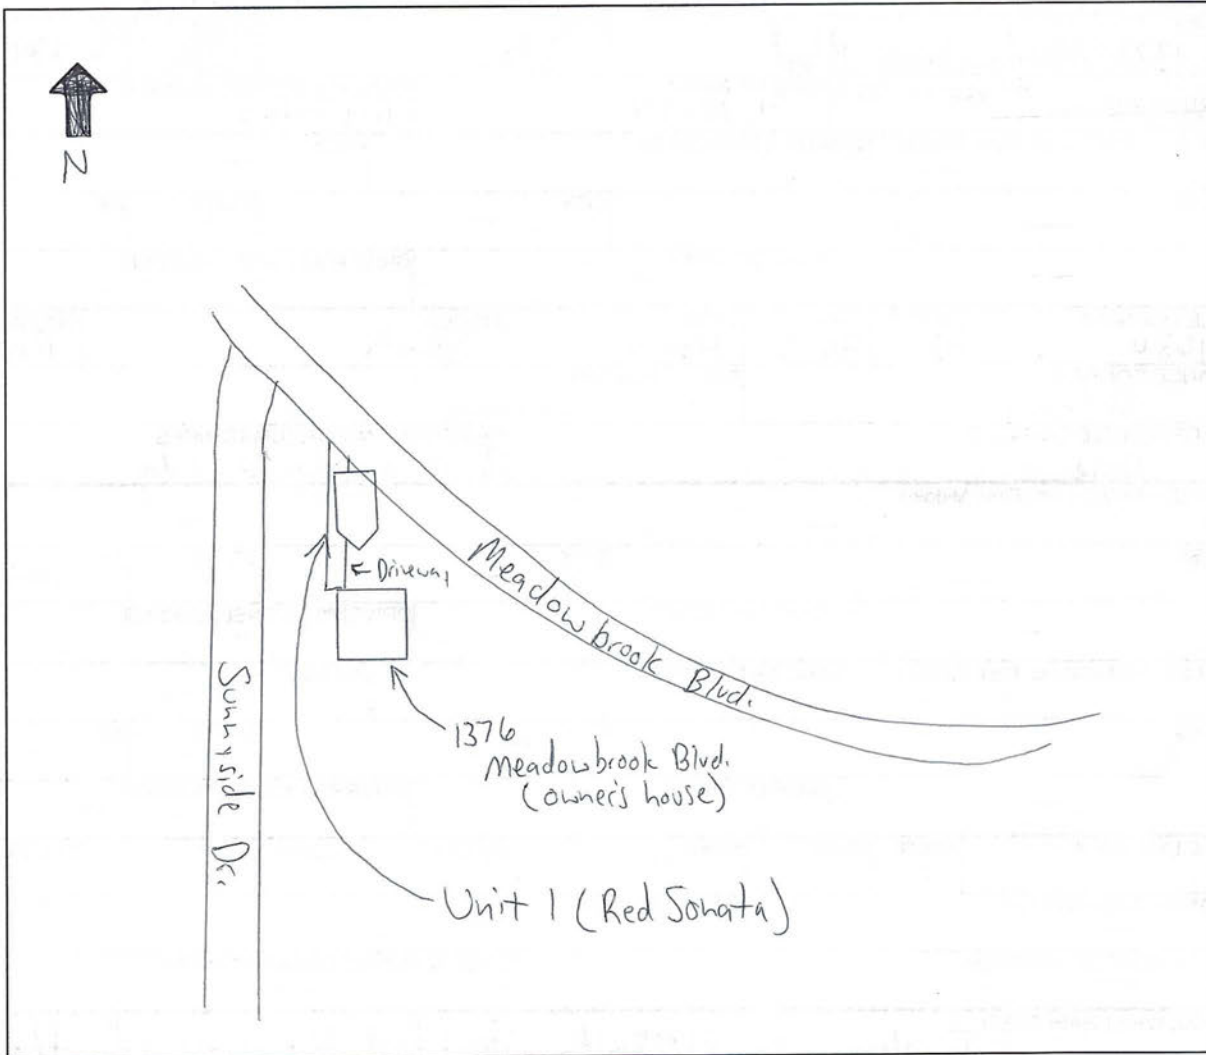 N
Driveway
Meadowbrook Blvd.
Sunnyside Dr.
1376
Meadowbrook Blvd.
(owner's house)
Unit 1 (Red Sonata)